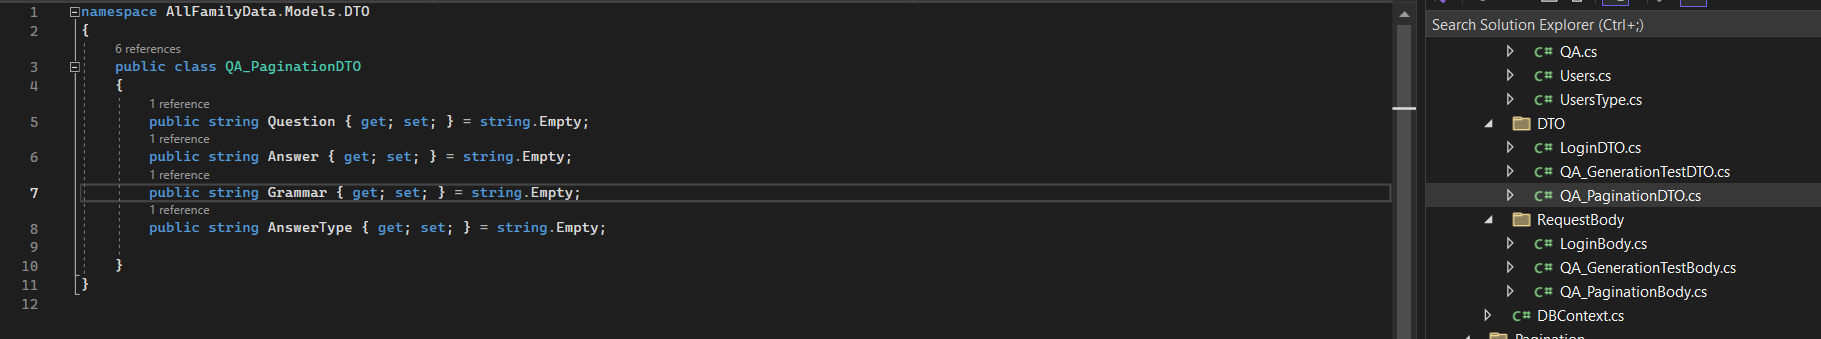 1 namespace AllFamilyData.Models.DTO
2 {
6 references
3 public class QA_PaginationDTO
4 {
1 reference
5 public string Question { get; set; } = string.Empty;
1 reference
6 public string Answer { get; set; } = string.Empty;
1 reference
7 public string Grammar { get; set; } = string.Empty;
1 reference
8 public string AnswerType { get; set; } = string.Empty;
9
10 }
11 }
12
Search Solution Explorer (Ctrl+;)
C# QA.cs
C# Users.cs
C# UsersType.cs
DTO
C# LoginDTO.cs
C# QA_GenerationTestDTO.cs
C# QA_PaginationDTO.cs
RequestBody
C# LoginBody.cs
C# QA_GenerationTestBody.cs
C# QA_PaginationBody.cs
C# DBContext.cs
Pagination